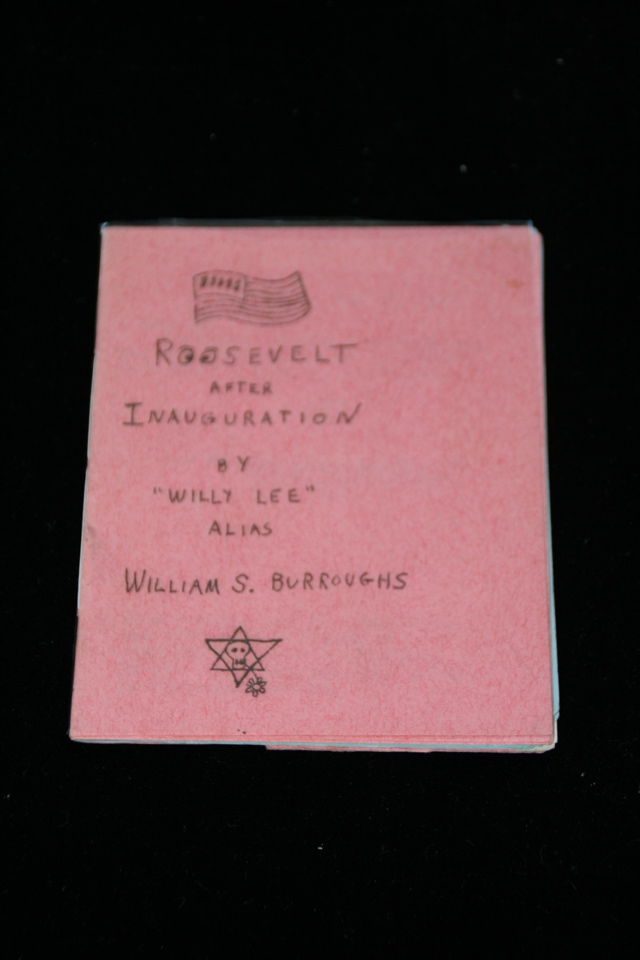 ROOSEVELT
AFTER
INAUGURATION
BY
"WILLY LEE"
ALIAS
WILLIAM S. BURROUGHS